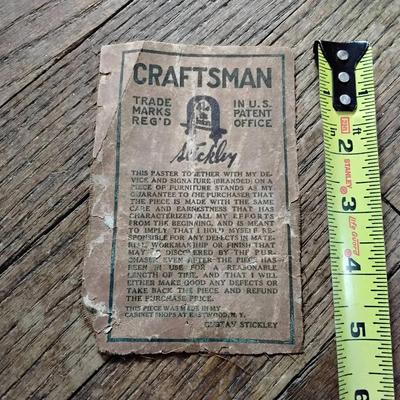 CRAFTSMAN
TRADE MARKS REG'D
IN U.S. PATENT OFFICE
Als ik kan
Stickley
THIS PASTER TOGETHER WITH MY DE-
VICE AND SIGNATURE (BRANDED) ON A
PIECE OF FURNITURE STANDS AS MY
GUARANTEE TO THE PURCHASER THAT
THE PIECE IS MADE WITH THE SAME
CARE AND EARNESTNESS THAT HAS
CHARACTERIZED ALL MY EFFORTS
FROM THE BEGINNING, AND IS MEANT
TO IMPLY THAT I HOLD MYSELF RE-
SPONSIBLE FOR ANY DEFECTS IN MATE-
RIAL, WORKMANSHIP OR FINISH THAT
MAY BE DISCOVERED BY THE PUR-
CHASER EVEN AFTER THE PIECE HAS
BEEN IN USE FOR A REASONABLE
LENGTH OF TIME, AND THAT I WILL
EITHER MAKE GOOD ANY DEFECTS OR
TAKE BACK THE PIECE AND REFUND
THE PURCHASE PRICE.
THIS PIECE WAS MADE IN MY
CABINET SHOPS AT EASTWOOD, N. Y.
GUSTAV STICKLEY
2
STANLEY
3
4
5
6